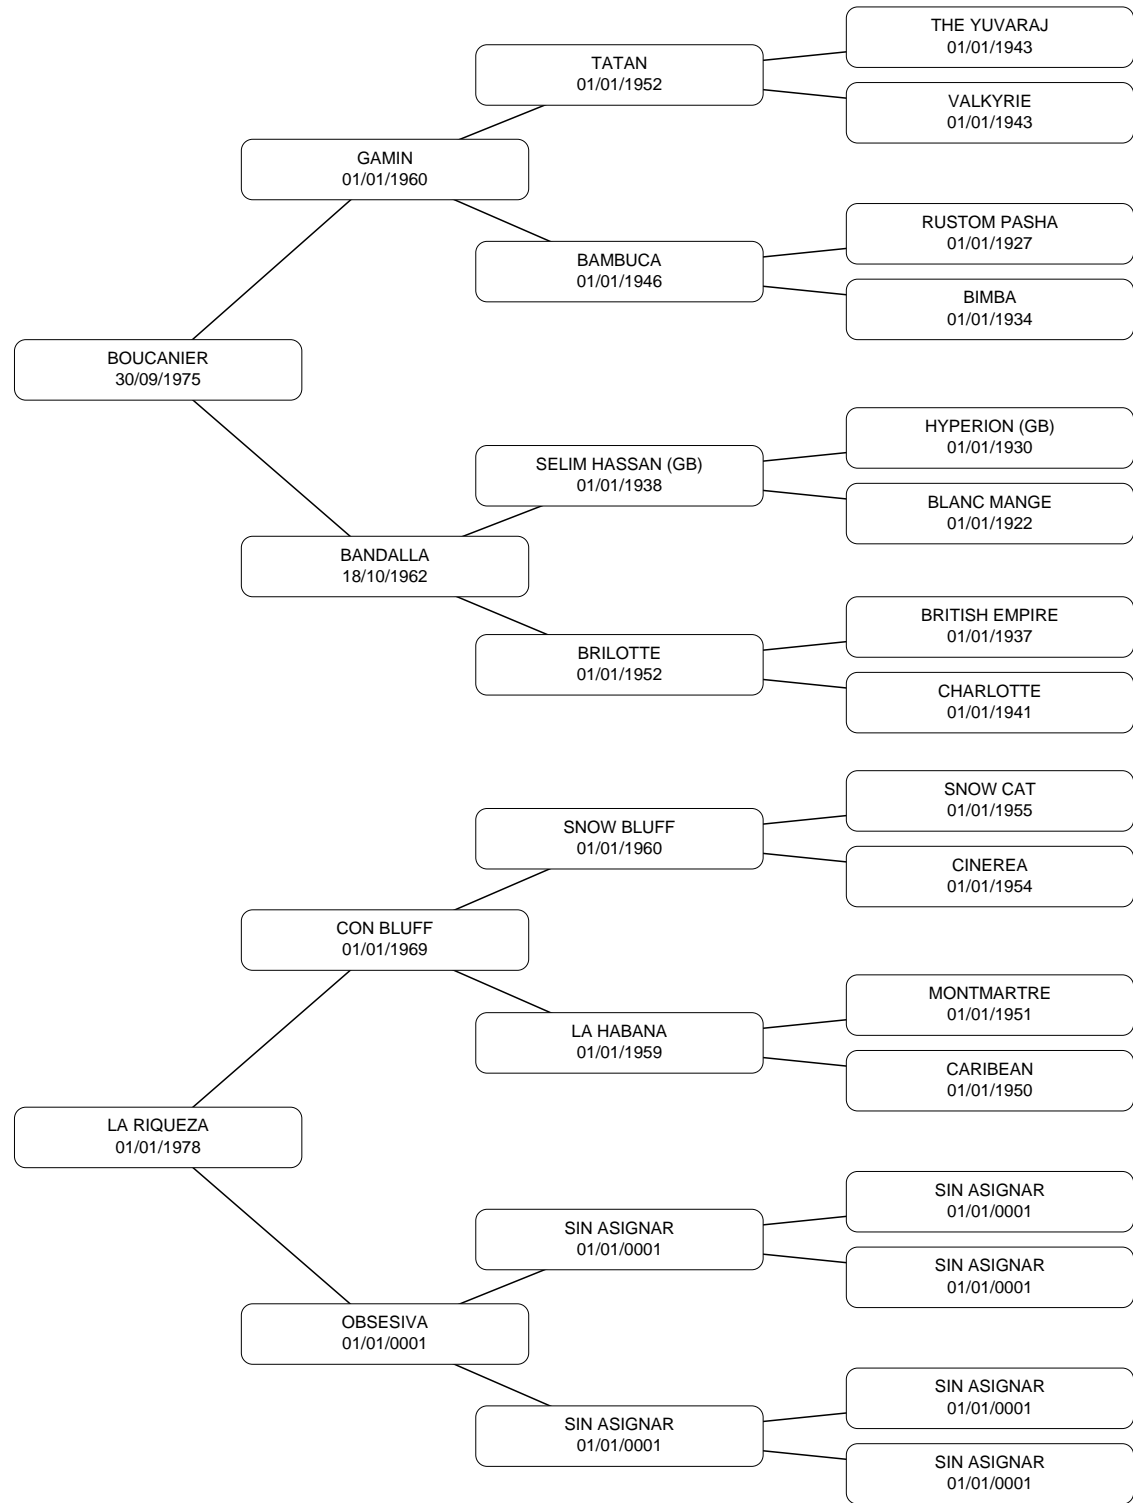 THE YUVARAJ
01/01/1943
TATAN
01/01/1952
VALKYRIE
01/01/1943
GAMIN
01/01/1960
RUSTOM PASHA
01/01/1927
BAMBUCA
01/01/1946
BIMBA
01/01/1934
BOUCANIER
30/09/1975
HYPERION (GB)
01/01/1930
SELIM HASSAN (GB)
01/01/1938
BLANC MANGE
01/01/1922
BANDALLA
18/10/1962
BRITISH EMPIRE
01/01/1937
BRILOTTE
01/01/1952
CHARLOTTE
01/01/1941
SNOW CAT
01/01/1955
SNOW BLUFF
01/01/1960
CINEREA
01/01/1954
CON BLUFF
01/01/1969
MONTMARTRE
01/01/1951
LA HABANA
01/01/1959
CARIBEAN
01/01/1950
LA RIQUEZA
01/01/1978
SIN ASIGNAR
01/01/0001
SIN ASIGNAR
01/01/0001
SIN ASIGNAR
01/01/0001
OBSESIVA
01/01/0001
SIN ASIGNAR
01/01/0001
SIN ASIGNAR
01/01/0001
SIN ASIGNAR
01/01/0001